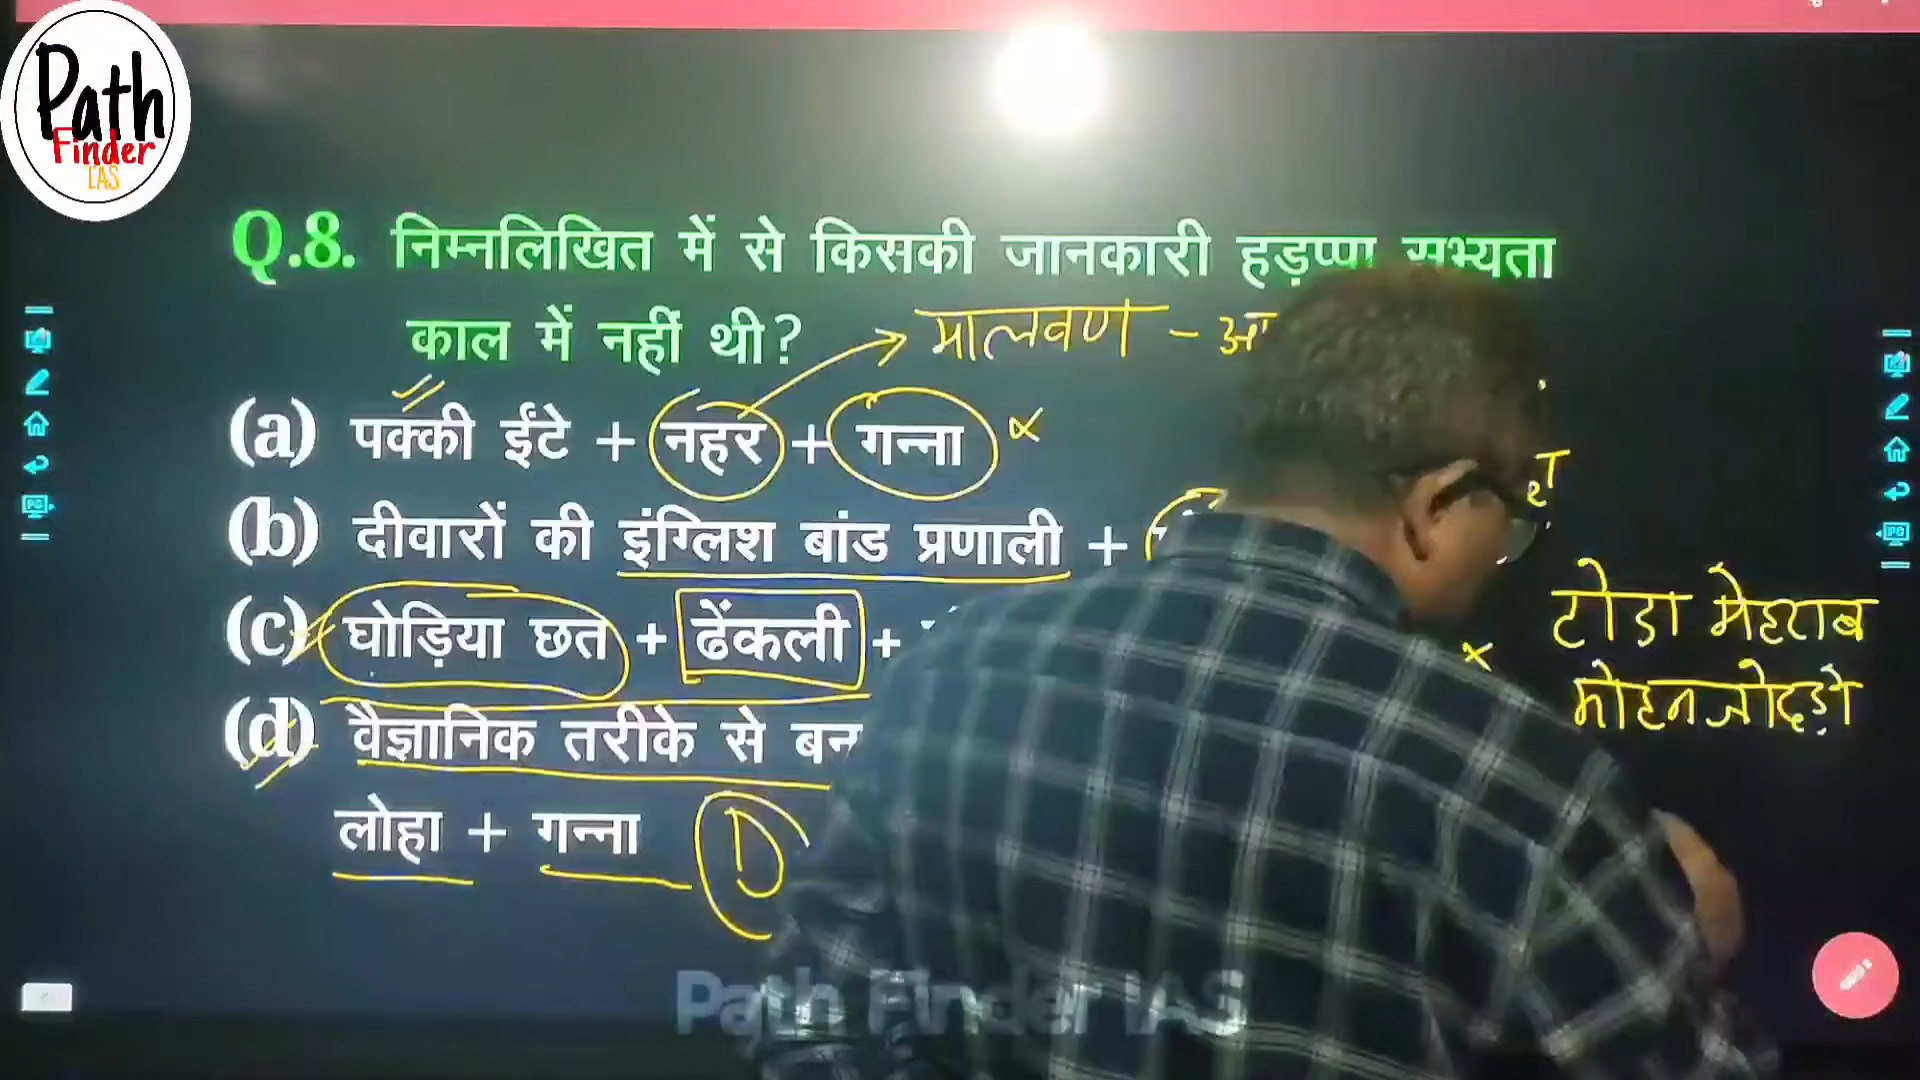 Path
Finder
IAS
Q.8. निम्नलिखित में से किसकी जानकारी हड़प्पा सभ्यता
काल में नहीं थी?
मालवण -
(a) पक्की ईंटे + नहर + गन्ना
(b) दीवारों की इंग्लिश बांड प्रणाली +
(c) घोड़िया छत + ढेंकली +
टोडा मेहराब
मोहनजोदड़ो
(d) वैज्ञानिक तरीके से
लोहा + गन्ना
D
Path Finder IAS